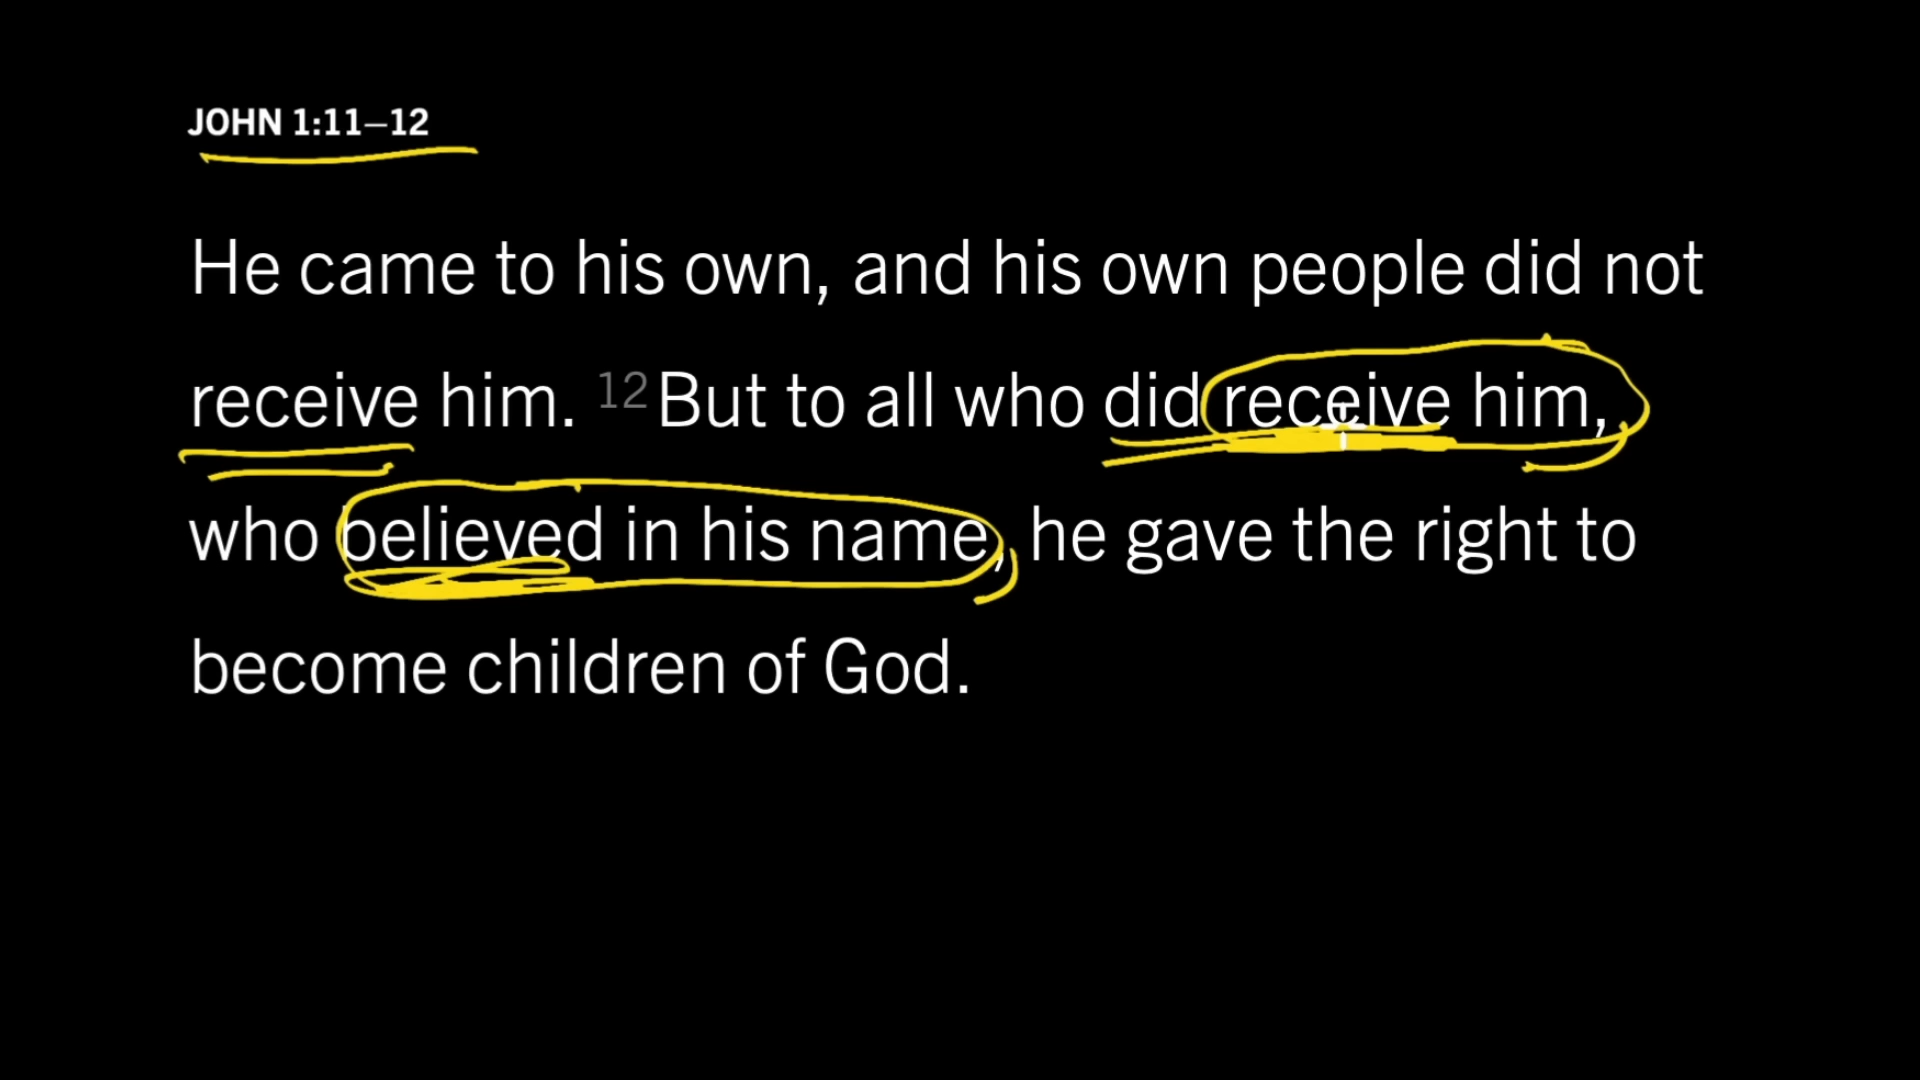 JOHN 1:11–12
He came to his own, and his own people did not
receive him. 12 But to all who did receive him,
who believed in his name, he gave the right to
become children of God.